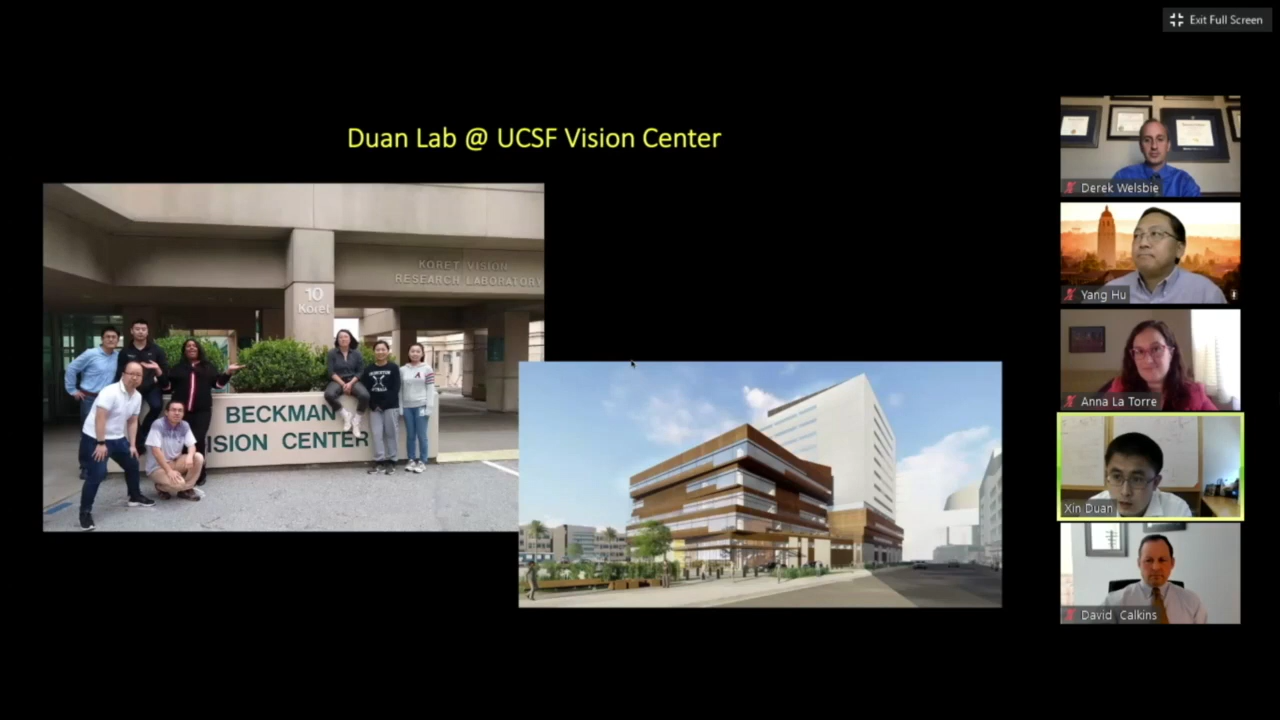 Exit Full Screen
Duan Lab @ UCSF Vision Center
KORET VISION
RESEARCH LABORATORY
10
Koret
BECKMAN
ISION CENTER
Derek Welsbie
Yang Hu
Anna La Torre
Xin Duan
David Calkins